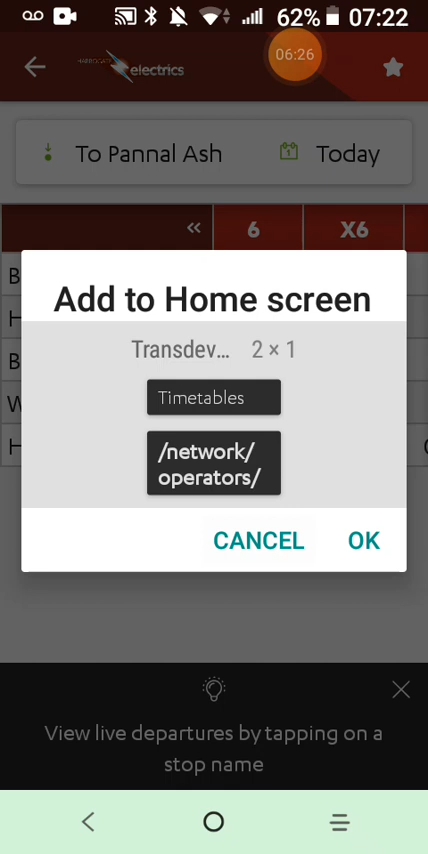 62% 07:22
06:26
HARROGATE
electrics
To Pannal Ash
Today
« 6 X6
B
H
B
W
H
Add to Home screen
Transdev... 2 × 1
Timetables
/network/
operators/
CANCEL OK
View live departures by tapping on a
stop name